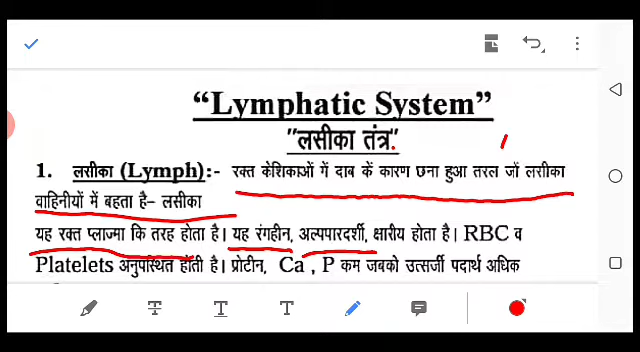 “Lymphatic System”
"लसीका तंत्र"
1. लसीका (Lymph):- रक्त केशिकाओं में दाब के कारण छना हुआ तरल जों लसीका
वाहिनीयों में बहता है– लसीका
यह रक्त प्लाज्मा कि तरह होता है। यह रंगहीन, अल्पपारदर्शी, क्षारीय होता है। RBC व
Platelets अनुपस्थित होती है। प्रोटीन, Ca , P कम जबको उत्सर्जी पदार्थ अधिक